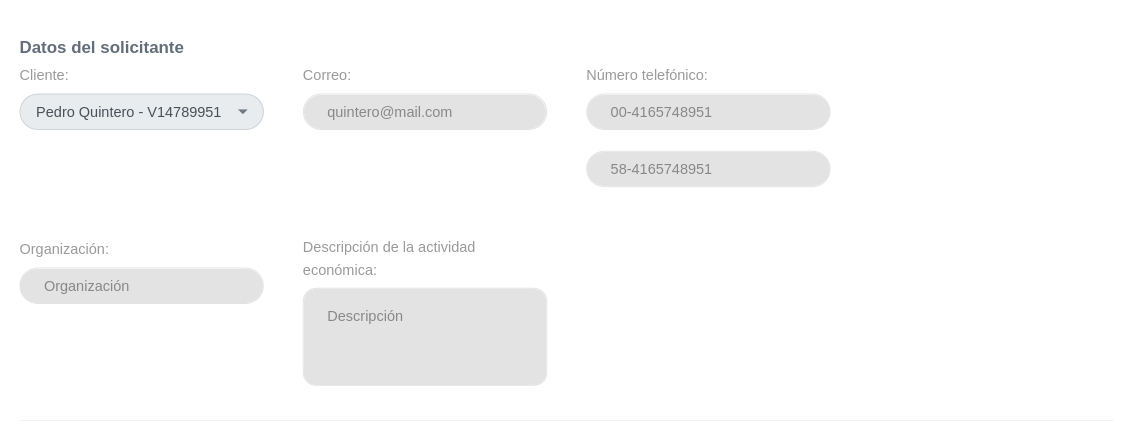 Datos del solicitante
Cliente:
Correo:
Número telefónico:
Pedro Quintero - V14789951
quintero@mail.com
00-4165748951
58-4165748951
Organización:
Descripción de la actividad
económica:
Organización
Descripción